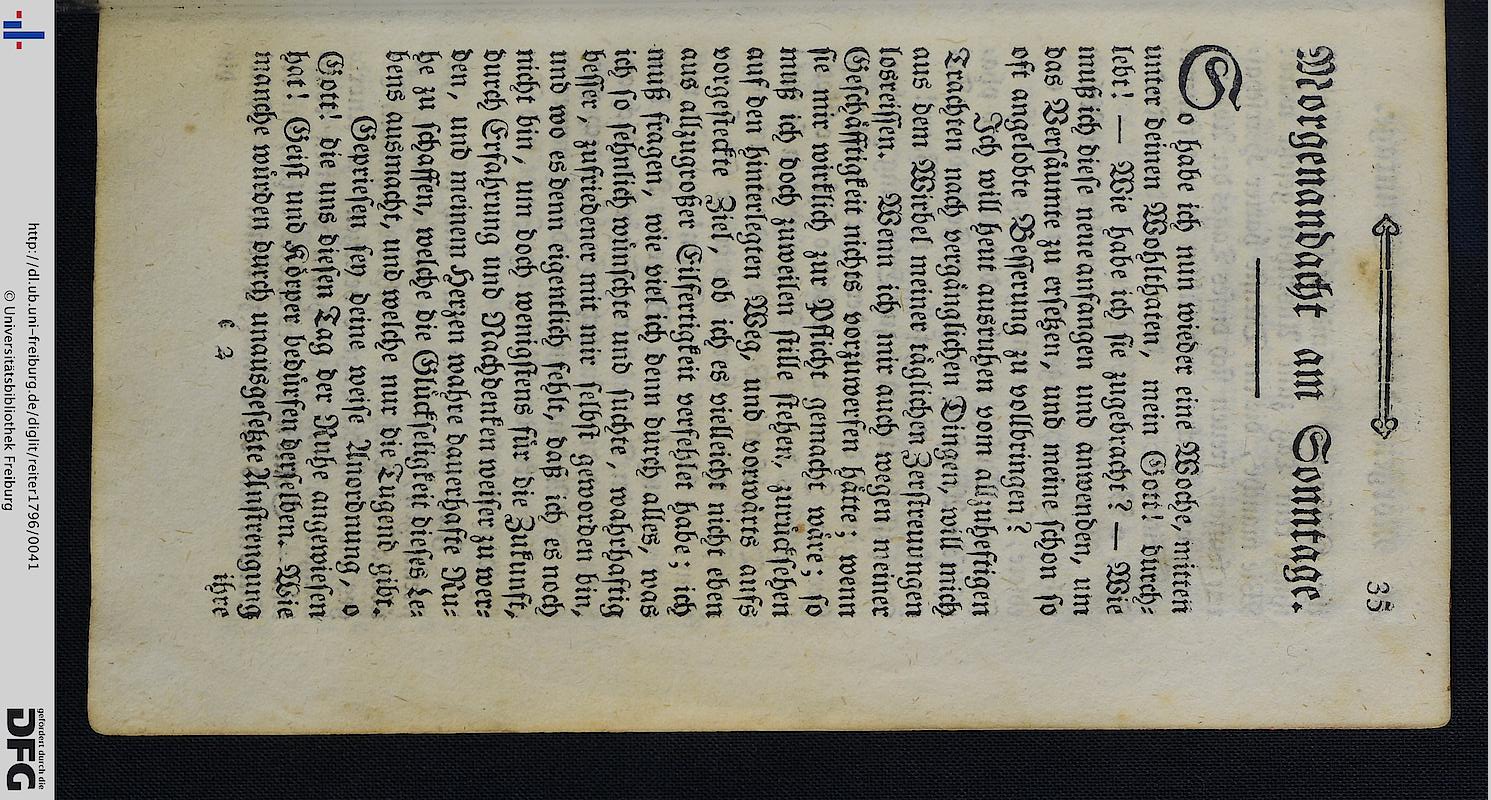 35
Morgenandacht am Sonntage.
So habe ich nun wieder eine Woche, mitten
unter deinen Wohlthaten, mein Gott! durch-
lebt! — Wie habe ich sie zugebracht? — Wie
muß ich diese neue anfangen und anwenden, um
das Versäumte zu ersetzen, und meine schon so
oft angelobte Besserung zu vollbringen?
Ich will heut ausruhen vom allzuheftigen
Trachten nach vergänglichen Dingen, will mich
aus dem Wirbel meiner täglichen Zerstreuungen
losreissen. Wenn ich mir auch wegen meiner
Geschäfftigkeit nichts vorzuwerfen hätte; wenn
sie mir wirklich zur Pflicht gemacht wäre; so
muß ich doch zuweilen stille stehen, zurücksehen
auf den hinterlegten Weg, und vorwärts aufs
vorgesteckte Ziel, ob ich es vielleicht nicht eben
aus allzugroßer Eilfertigkeit verfehlet habe; ich
muß fragen, wie viel ich denn durch alles, was
ich so sehnlich wünschte und suchte, wahrhaftig
besser, zufriedener mit mir selbst geworden bin,
und wo es denn eigentlich fehlt, daß ich es noch
nicht bin, um doch wenigstens für die Zukunft,
durch Erfahrung und Nachdenken weiser zu wer-
den, und meinem Herzen wahre dauerhafte Ru-
he zu schaffen, welche die Glückseligkeit dieses Le-
bens ausmacht, und welche nur die Tugend gibt.
Gepriesen sey deine weise Anordnung, o
Gott! die uns diesen Tag der Ruhe angewiesen
hat! Geist und Körper bedürfen derselben. Wie
manche würden durch unausgesetzte Anstrengung
c 2
ihre
http://dl.ub.uni-freiburg.de/diglit/reiter1796/0041
© Universitätsbibliothek Freiburg
gefördert durch die
DFG